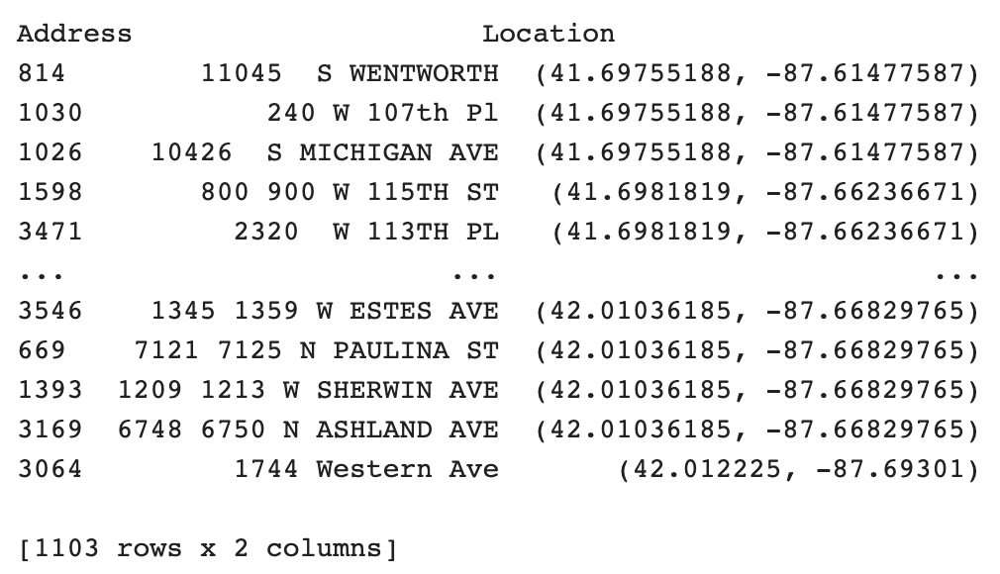 Address Location
814 11045 S WENTWORTH (41.69755188, -87.61477587)
1030 240 W 107th Pl (41.69755188, -87.61477587)
1026 10426 S MICHIGAN AVE (41.69755188, -87.61477587)
1598 800 900 W 115TH ST (41.6981819, -87.66236671)
3471 2320 W 113TH PL (41.6981819, -87.66236671)
... ... ...
3546 1345 1359 W ESTES AVE (42.01036185, -87.66829765)
669 7121 7125 N PAULINA ST (42.01036185, -87.66829765)
1393 1209 1213 W SHERWIN AVE (42.01036185, -87.66829765)
3169 6748 6750 N ASHLAND AVE (42.01036185, -87.66829765)
3064 1744 Western Ave (42.012225, -87.69301)
[1103 rows x 2 columns]